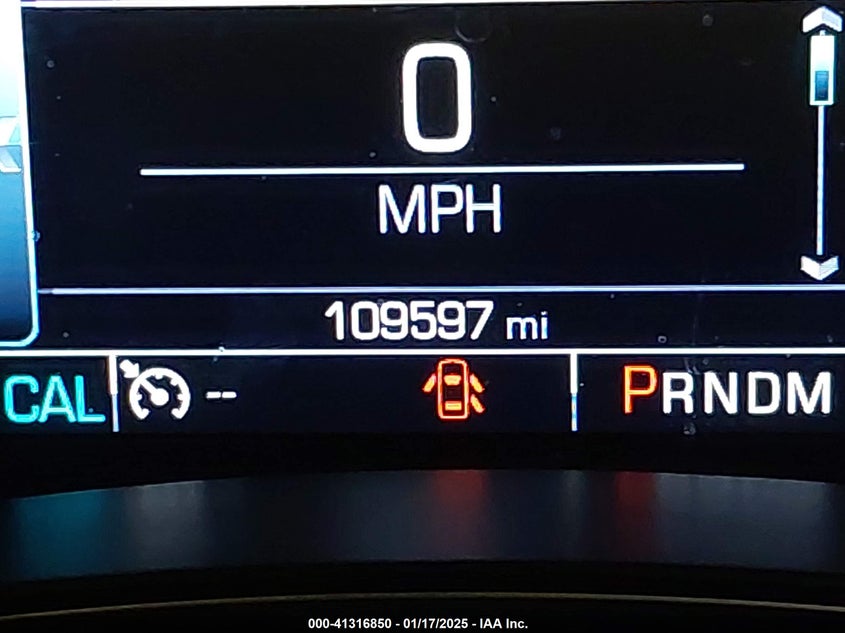 0
MPH
109597 mi
CAL -- PRNDM
000-41316850 - 01/17/2025 - IAA Inc.